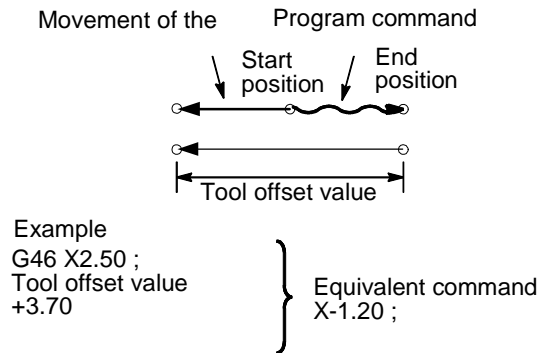 Movement of the
Program command
Start
position
End
position
Tool offset value
Example
G46 X2.50 ;
Tool offset value
+3.70
Equivalent command
X-1.20 ;